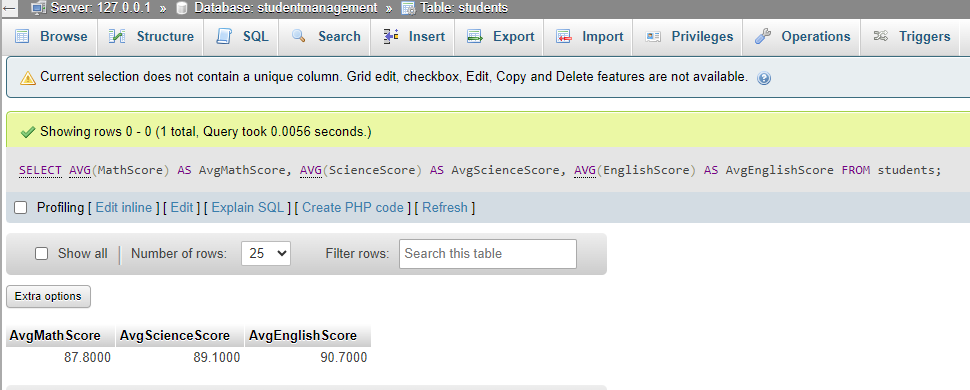 Server: 127.0.0.1 » Database: studentmanagement » Table: students
Browse Structure SQL Search Insert Export Import Privileges Operations Triggers
Current selection does not contain a unique column. Grid edit, checkbox, Edit, Copy and Delete features are not available.
Showing rows 0 - 0 (1 total, Query took 0.0056 seconds.)
SELECT AVG(MathScore) AS AvgMathScore, AVG(ScienceScore) AS AvgScienceScore, AVG(EnglishScore) AS AvgEnglishScore FROM students;
Profiling [ Edit inline ] [ Edit ] [ Explain SQL ] [ Create PHP code ] [ Refresh ]
Show all Number of rows: 25 Filter rows: Search this table
Extra options
AvgMathScore AvgScienceScore AvgEnglishScore
87.8000 89.1000 90.7000